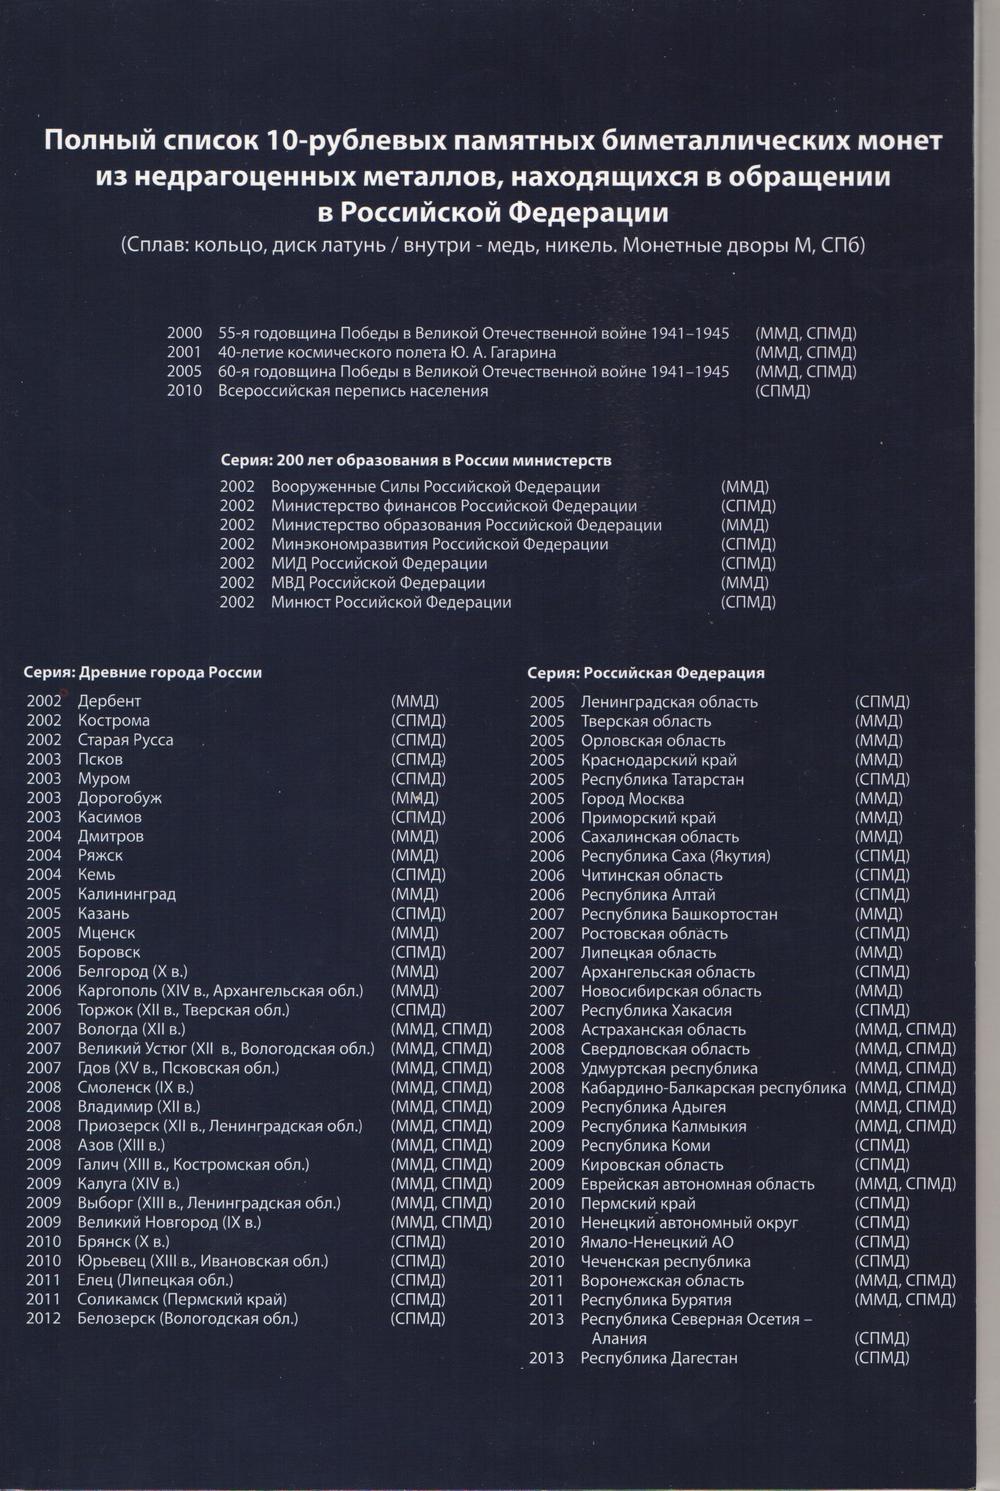 Полный список 10-рублевых памятных биметаллических монет
из недрагоценных металлов, находящихся в обращении
в Российской Федерации
(Сплав: кольцо, диск латунь / внутри - медь, никель. Монетные дворы М, СПб)
2000 55-я годовщина Победы в Великой Отечественной войне 1941–1945 (ММД, СПМД)
2001 40-летие космического полета Ю. А. Гагарина (ММД, СПМД)
2005 60-я годовщина Победы в Великой Отечественной войне 1941–1945 (ММД, СПМД)
2010 Всероссийская перепись населения (СПМД)
Серия: 200 лет образования в России министерств
2002 Вооруженные Силы Российской Федерации (ММД)
2002 Министерство финансов Российской Федерации (СПМД)
2002 Министерство образования Российской Федерации (ММД)
2002 Минэкономразвития Российской Федерации (СПМД)
2002 МИД Российской Федерации (СПМД)
2002 МВД Российской Федерации (ММД)
2002 Минюст Российской Федерации (СПМД)
Серия: Древние города России
2002 Дербент (ММД)
2002 Кострома (СПМД)
2002 Старая Русса (СПМД)
2003 Псков (СПМД)
2003 Муром (СПМД)
2003 Дорогобуж (ММД)
2003 Касимов (СПМД)
2004 Дмитров (ММД)
2004 Ряжск (ММД)
2004 Кемь (СПМД)
2005 Калининград (ММД)
2005 Казань (СПМД)
2005 Мценск (ММД)
2005 Боровск (СПМД)
2006 Белгород (X в.) (ММД)
2006 Каргополь (XIV в., Архангельская обл.) (ММД)
2006 Торжок (XII в., Тверская обл.) (СПМД)
2007 Вологда (XII в.) (ММД, СПМД)
2007 Великий Устюг (XII в., Вологодская обл.) (ММД, СПМД)
2007 Гдов (XV в., Псковская обл.) (ММД, СПМД)
2008 Смоленск (IX в.) (ММД, СПМД)
2008 Владимир (XII в.) (ММД, СПМД)
2008 Приозерск (XII в., Ленинградская обл.) (ММД, СПМД)
2008 Азов (XIII в.) (ММД, СПМД)
2009 Галич (XIII в., Костромская обл.) (ММД, СПМД)
2009 Калуга (XIV в.) (ММД, СПМД)
2009 Выборг (XIII в., Ленинградская обл.) (ММД, СПМД)
2009 Великий Новгород (IX в.) (ММД, СПМД)
2010 Брянск (X в.) (СПМД)
2010 Юрьевец (XIII в., Ивановская обл.) (СПМД)
2011 Елец (Липецкая обл.) (СПМД)
2011 Соликамск (Пермский край) (СПМД)
2012 Белозерск (Вологодская обл.) (СПМД)
Серия: Российская Федерация
2005 Ленинградская область (СПМД)
2005 Тверская область (ММД)
2005 Орловская область (ММД)
2005 Краснодарский край (ММД)
2005 Республика Татарстан (СПМД)
2005 Город Москва (ММД)
2006 Приморский край (ММД)
2006 Сахалинская область (ММД)
2006 Республика Саха (Якутия) (СПМД)
2006 Читинская область (СПМД)
2006 Республика Алтай (СПМД)
2007 Республика Башкортостан (ММД)
2007 Ростовская область (СПМД)
2007 Липецкая область (ММД)
2007 Архангельская область (СПМД)
2007 Новосибирская область (ММД)
2007 Республика Хакасия (СПМД)
2008 Астраханская область (ММД, СПМД)
2008 Свердловская область (ММД, СПМД)
2008 Удмуртская республика (ММД, СПМД)
2008 Кабардино-Балкарская республика (ММД, СПМД)
2009 Республика Адыгея (ММД, СПМД)
2009 Республика Калмыкия (ММД, СПМД)
2009 Республика Коми (СПМД)
2009 Кировская область (СПМД)
2009 Еврейская автономная область (ММД, СПМД)
2010 Пермский край (СПМД)
2010 Ненецкий автономный округ (СПМД)
2010 Ямало-Ненецкий АО (СПМД)
2010 Чеченская республика (СПМД)
2011 Воронежская область (ММД, СПМД)
2011 Республика Бурятия (ММД, СПМД)
2013 Республика Северная Осетия –
Алания (СПМД)
2013 Республика Дагестан (СПМД)